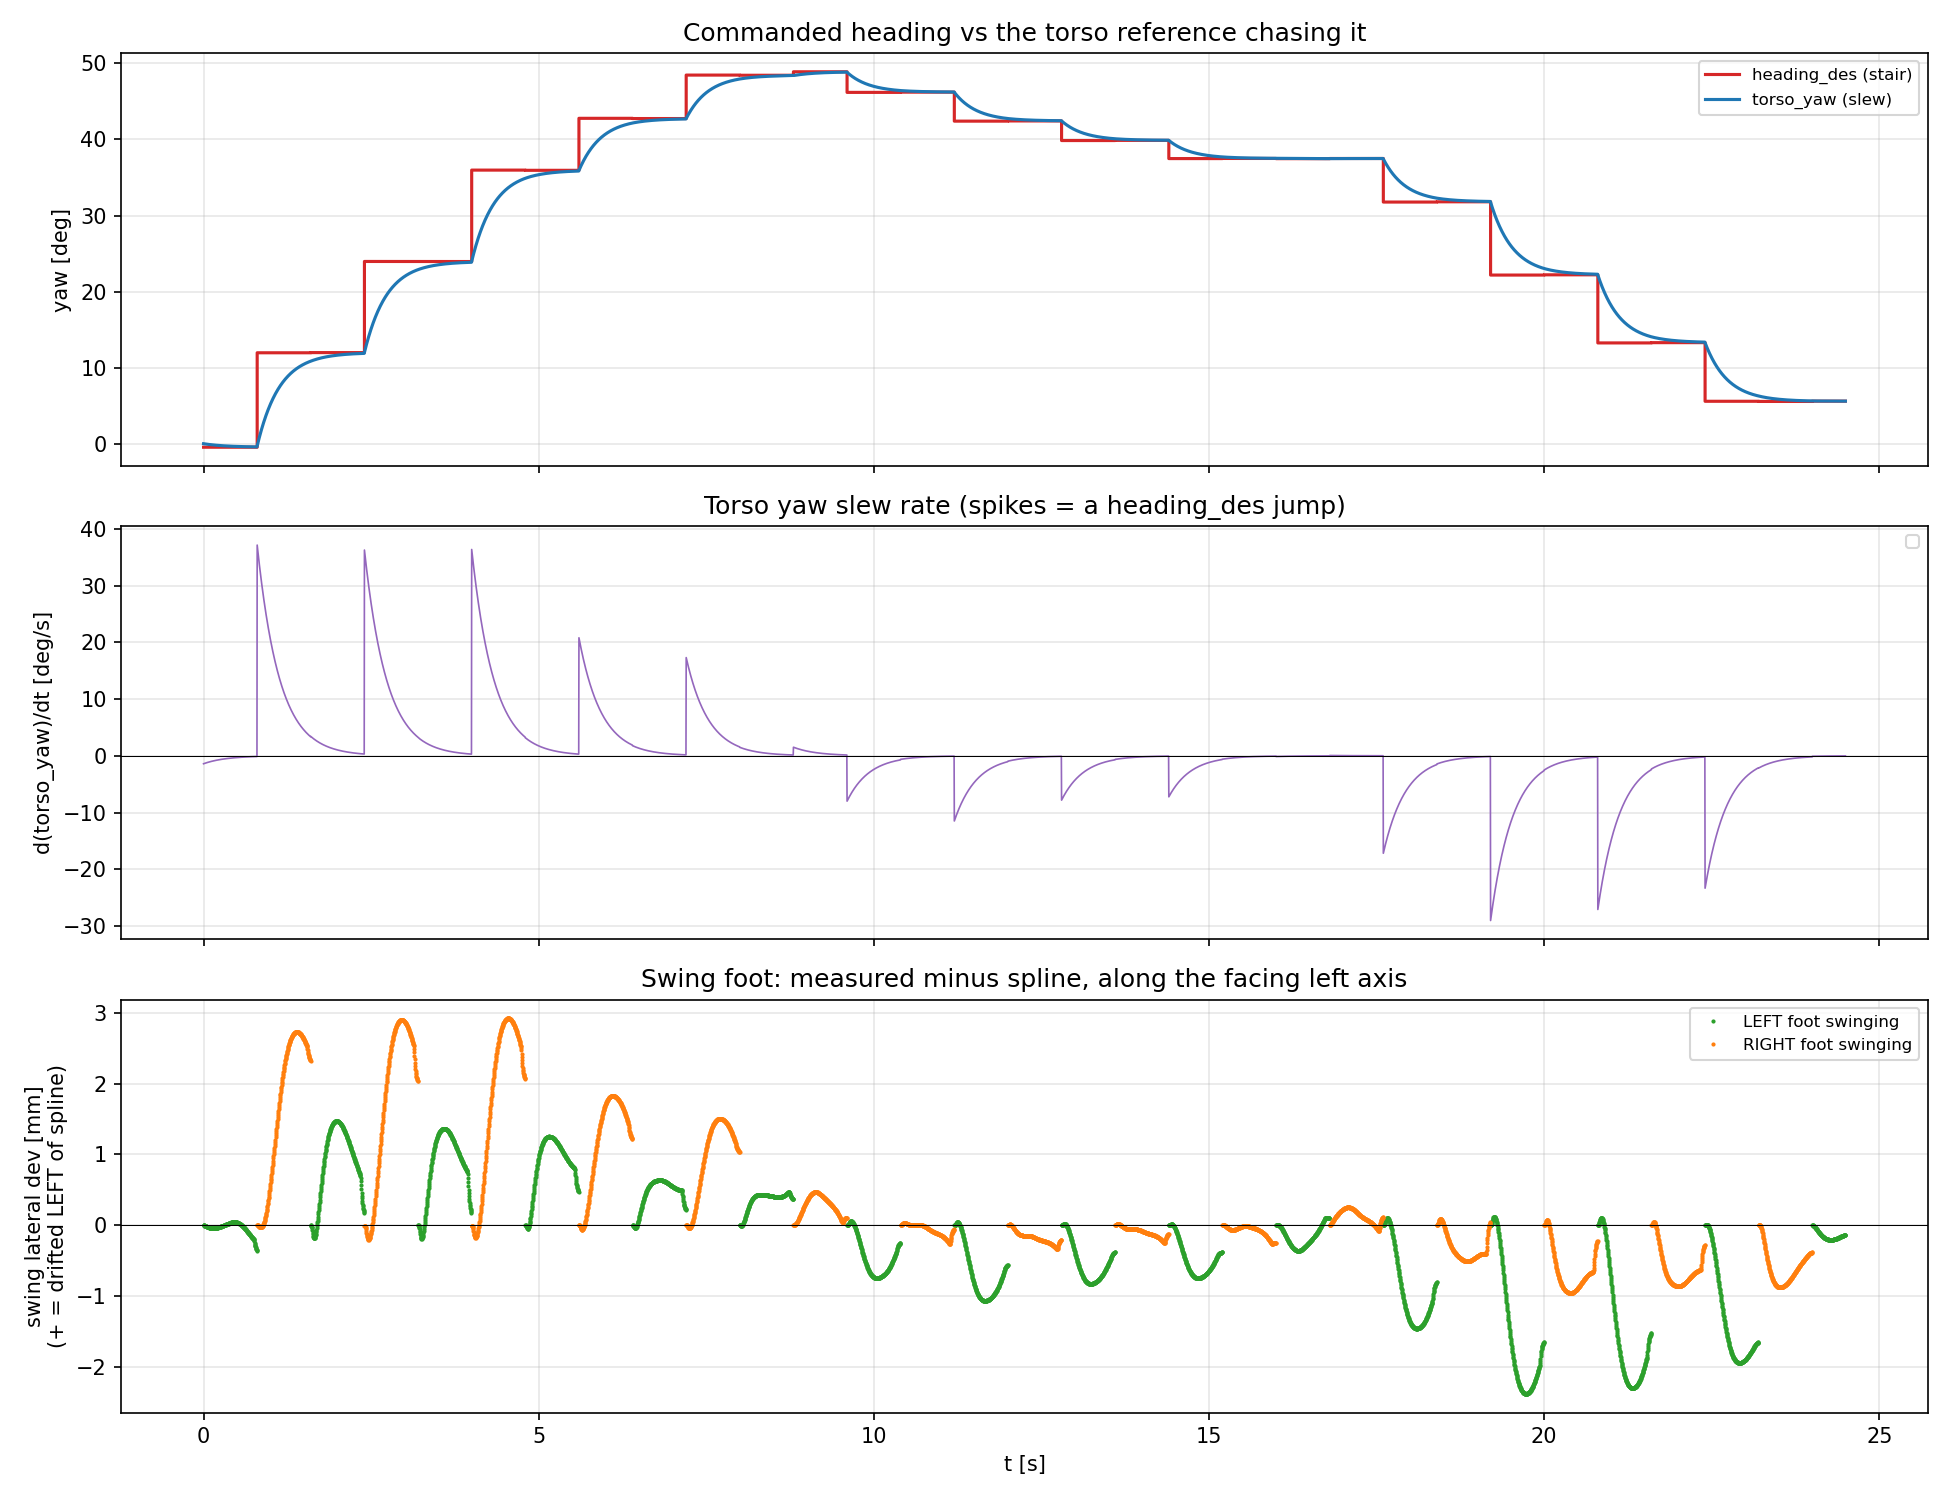 Commanded heading vs the torso reference chasing it
50
40
30
20
10
0
yaw [deg]
heading_des (stair)
torso_yaw (slew)
Torso yaw slew rate (spikes = a heading_des jump)
40
30
20
10
0
−10
−20
−30
d(torso_yaw)/dt [deg/s]
Swing foot: measured minus spline, along the facing left axis
3
2
1
0
−1
−2
swing lateral dev [mm]
(+ = drifted LEFT of spline)
LEFT foot swinging
RIGHT foot swinging
0 5 10 15 20 25
t [s]